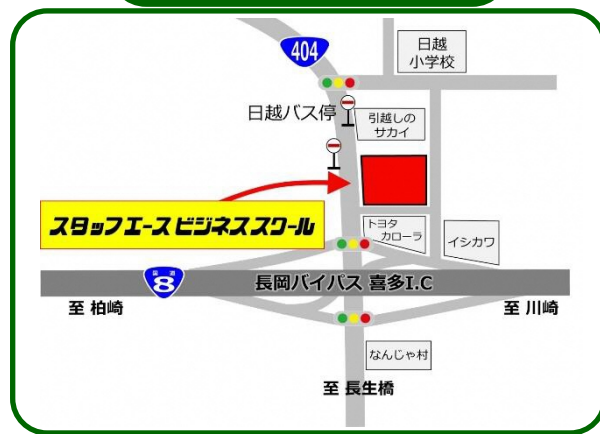 404
日越
小学校
日越バス停
引越しの
サカイ
スタッフエース ビジネススクール
トヨタ
カローラ
イシカワ
国道
8
長岡バイパス 喜多I.C
至 柏崎
至 川崎
なんじゃ村
至 長生橋